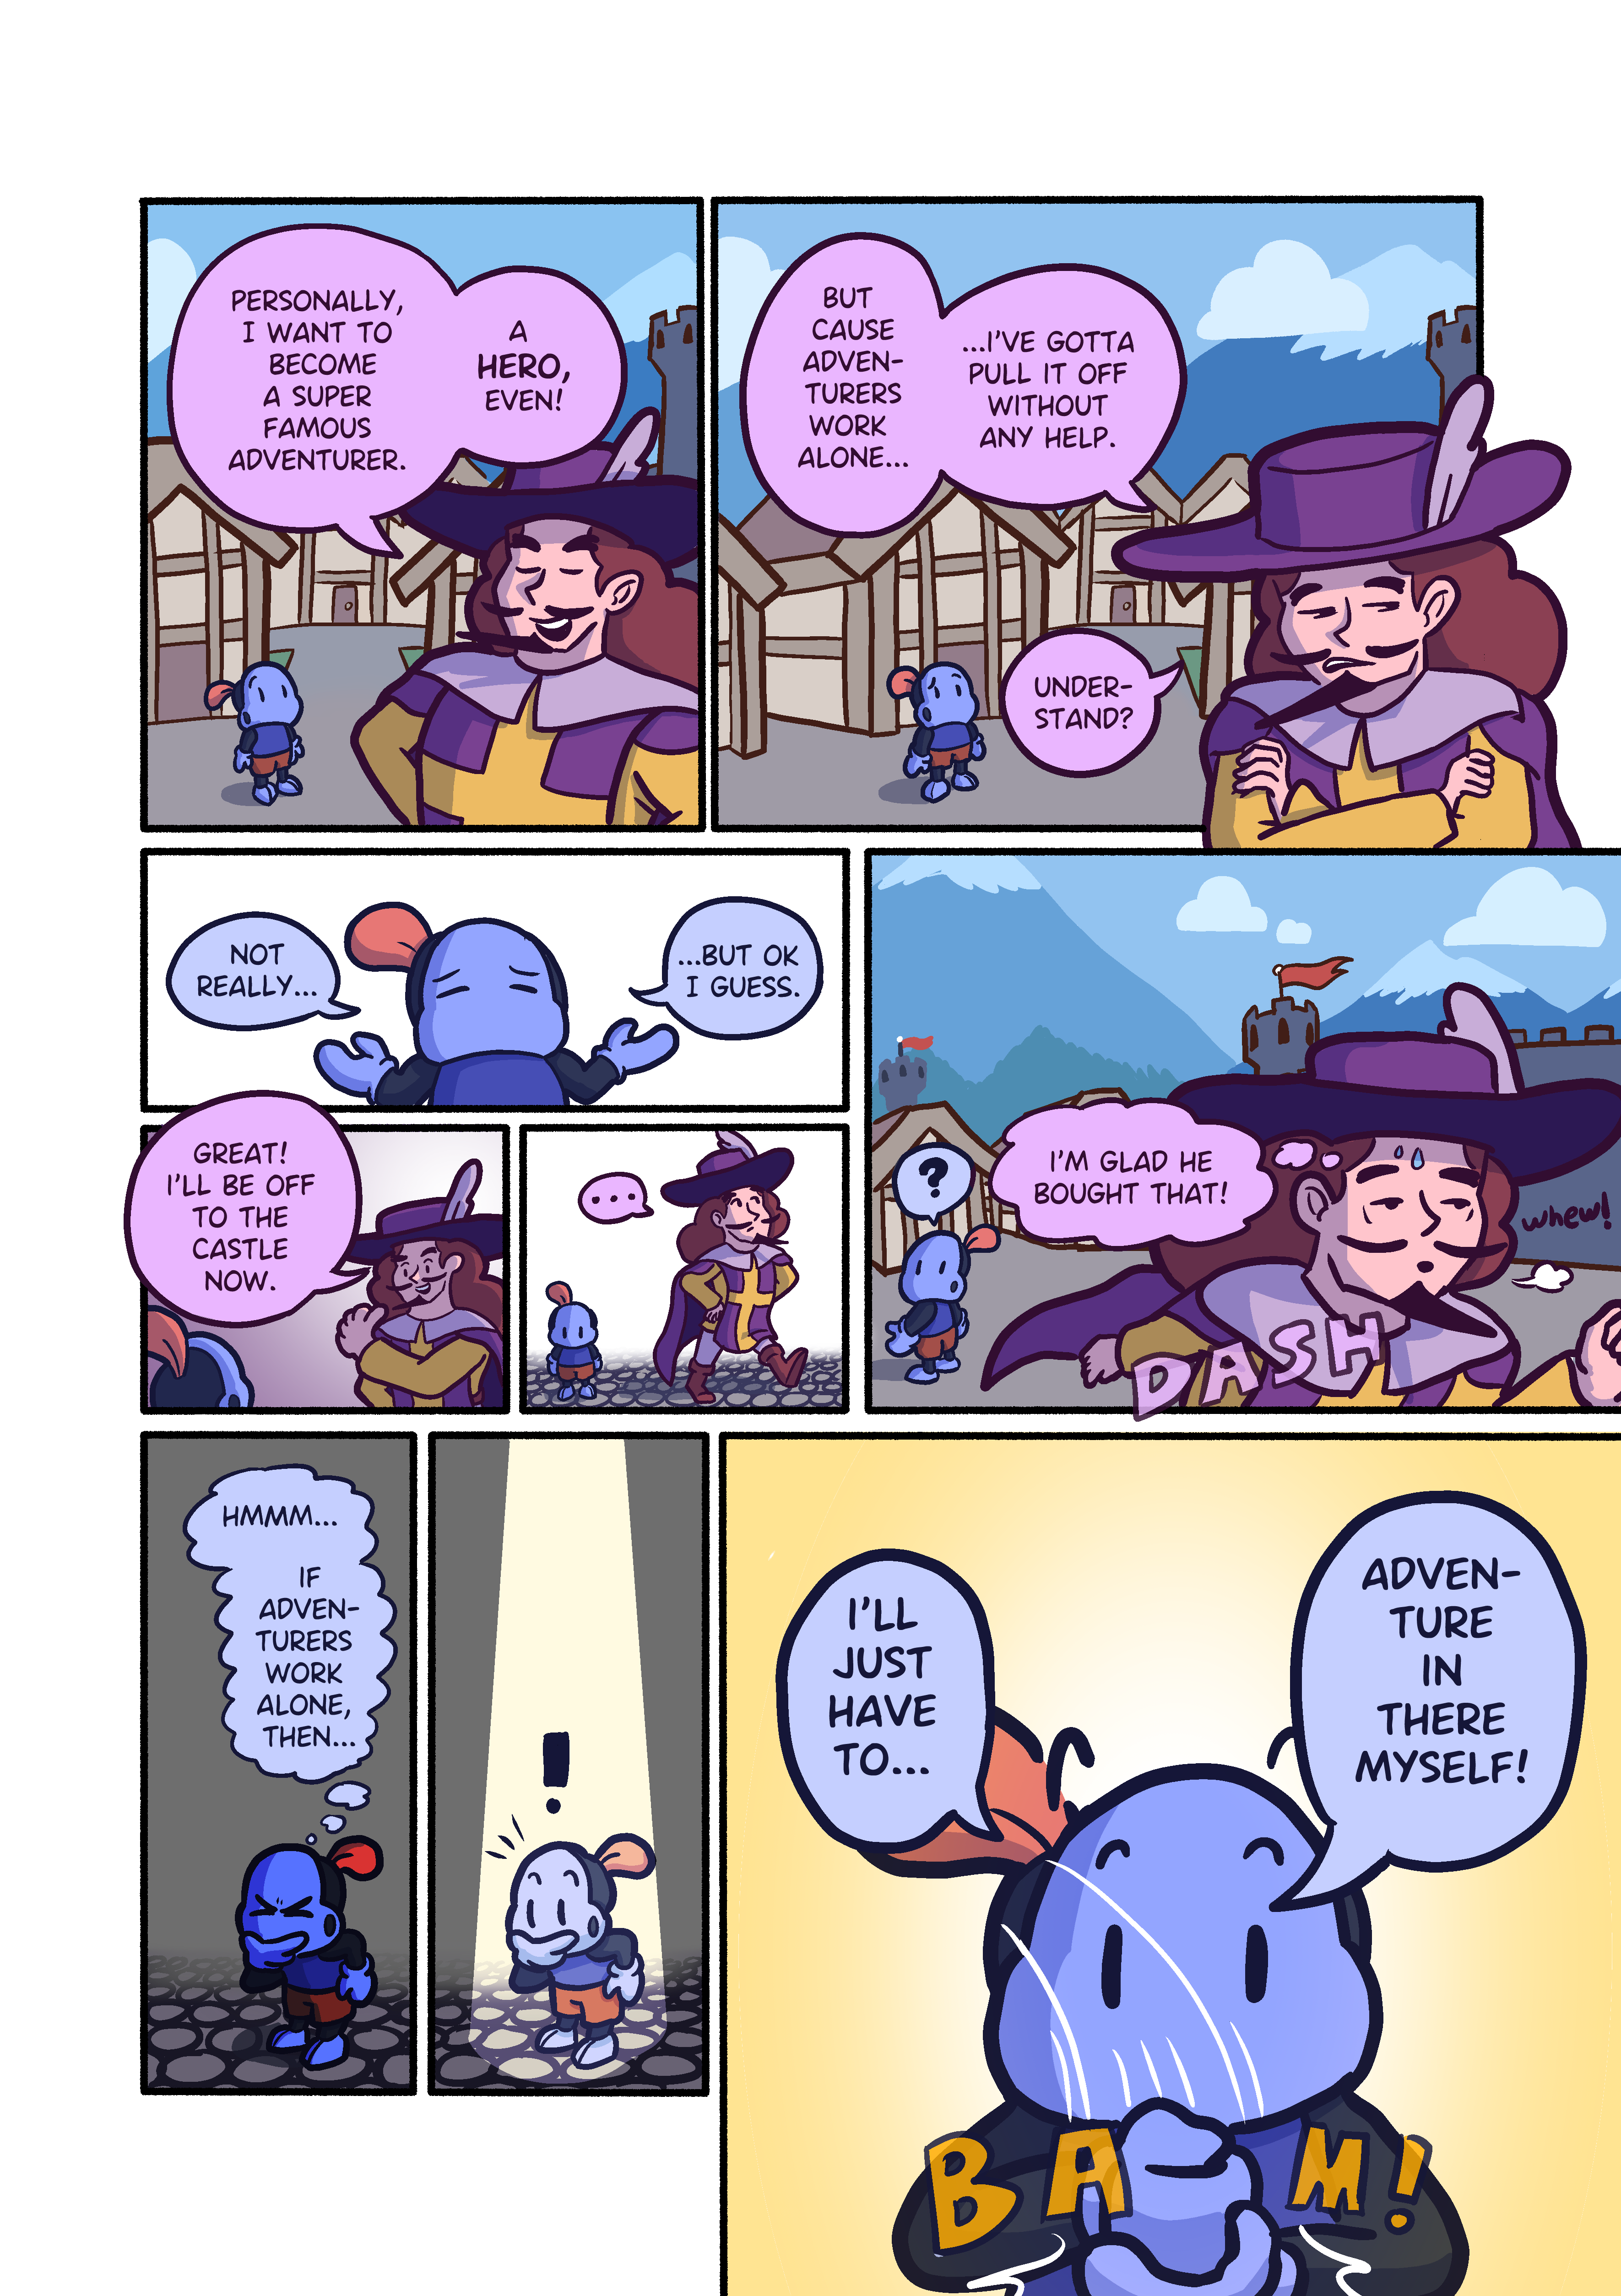 PERSONALLY,
I WANT TO
BECOME
A SUPER
FAMOUS
ADVENTURER.
A
HERO,
EVEN!
BUT
CAUSE
ADVEN-
TURERS
WORK
ALONE...
...I'VE GOTTA
PULL IT OFF
WITHOUT
ANY HELP.
UNDER-
STAND?
NOT
REALLY...
...BUT OK
I GUESS.
GREAT!
I'LL BE OFF
TO THE
CASTLE
NOW.
...
?
I'M GLAD HE
BOUGHT THAT!
whew!
DASH
HMMM...
IF
ADVEN-
TURERS
WORK
ALONE,
THEN...
!
I'LL
JUST
HAVE
TO...
ADVEN-
TURE
IN
THERE
MYSELF!
BAM!